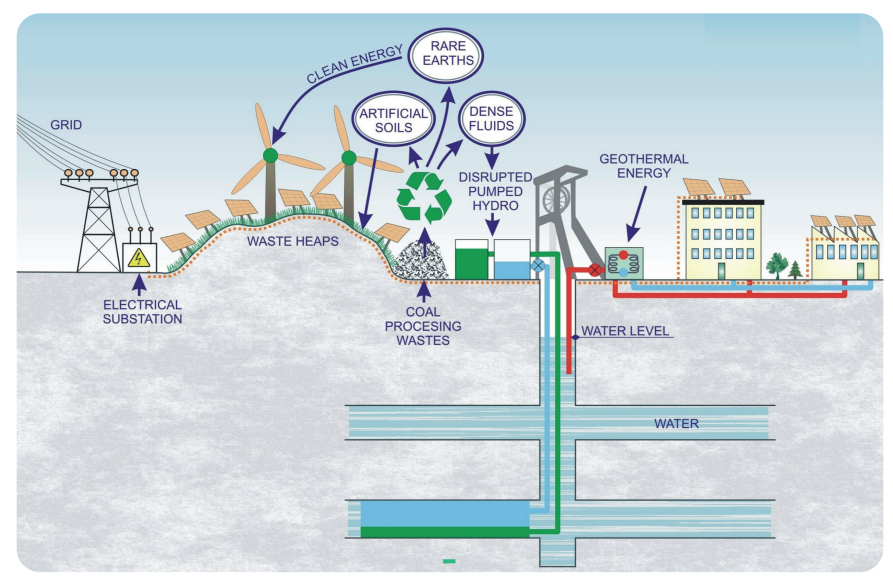 RARE
EARTHS
CLEAN ENERGY
ARTIFICIAL
SOILS
DENSE
FLUIDS
GRID
GEOTHERMAL
ENERGY
DISRUPTED
PUMPED
HYDRO
WASTE HEAPS
ELECTRICAL
SUBSTATION
COAL
PROCESING
WASTES
WATER LEVEL
WATER